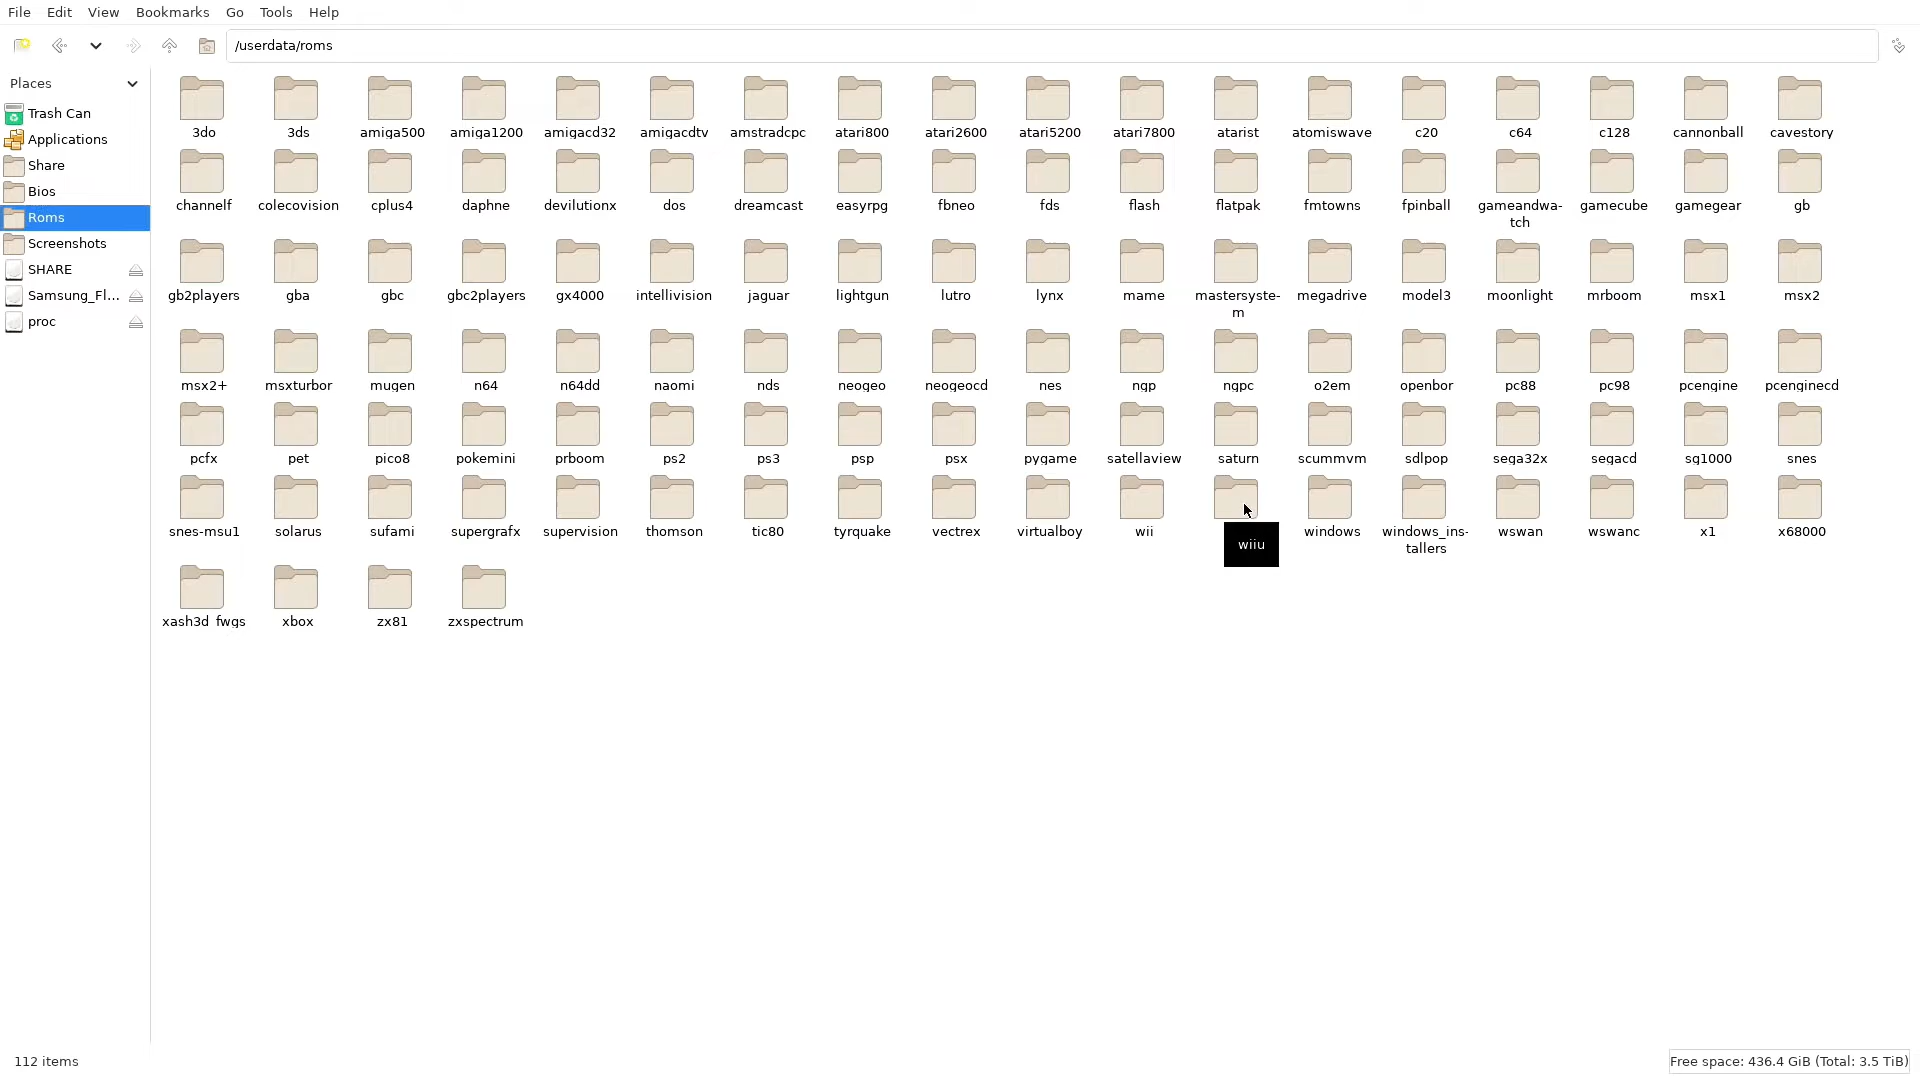 File Edit View Bookmarks Go Tools Help
/userdata/roms
Places
Trash Can
Applications
Share
Bios
Roms
Screenshots
SHARE
Samsung_Fl...
proc
3do 3ds amiga500 amiga1200 amigacd32 amigacdtv amstradcpc atari800 atari2600 atari5200 atari7800 atarist atomiswave c20 c64 c128 cannonball cavestory
channelf colecovision cplus4 daphne devilutionx dos dreamcast easyrpg fbneo fds flash flatpak fmtowns fpinball gameandwa- gamecube gamegear gb
tch
gb2players gba gbc gbc2players gx4000 intellivision jaguar lightgun lutro lynx mame mastersyste- megadrive model3 moonlight mrboom msx1 msx2
m
msx2+ msxturbor mugen n64 n64dd naomi nds neogeo neogeocd nes ngp ngpc o2em openbor pc88 pc98 pcengine pcenginecd
pcfx pet pico8 pokemini prboom ps2 ps3 psp psx pygame satellaview saturn scummvm sdlpop sega32x segacd sg1000 snes
snes-msu1 solarus sufami supergrafx supervision thomson tic80 tyrquake vectrex virtualboy wii windows windows_ins- wswan wswanc x1 x68000
wiiu tallers
xash3d_fwgs xbox zx81 zxspectrum
112 items
Free space: 436.4 GiB (Total: 3.5 TiB)